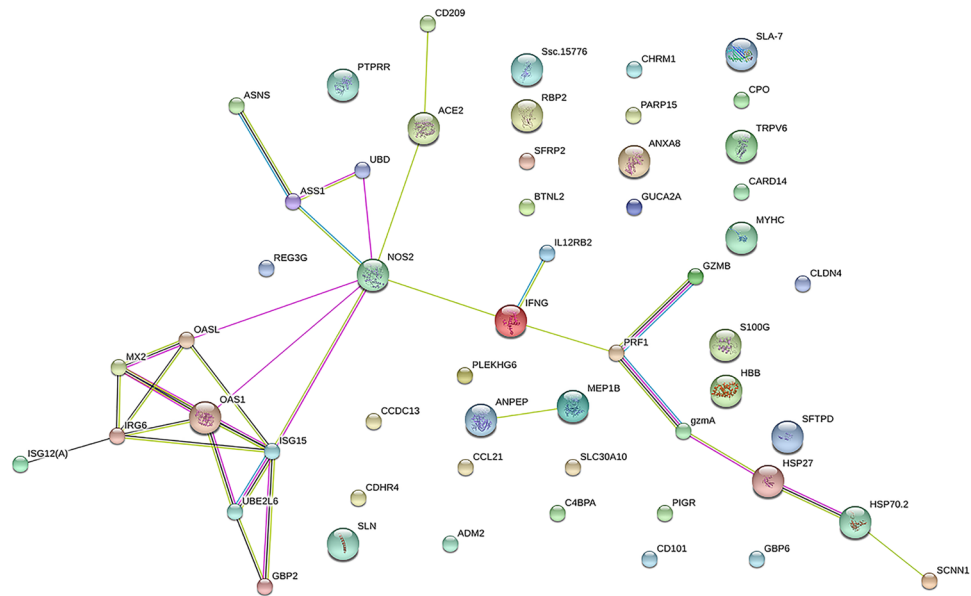 CD209
Ssc.15776
CHRM1
SLA-7
PTPRR
ASNS
ACE2
RBP2
PARP15
CPO
UBD
SFRP2
ANXA8
TRPV6
ASS1
BTNL2
GUCA2A
CARD14
MYHC
REG3G
NOS2
IL12RB2
GZMB
CLDN4
IFNG
OASL
PRF1
S100G
MX2
PLEKHG6
HBB
OAS1
ANPEP
MEP1B
CCDC13
IRG6
gzmA
SFTPD
ISG15
ISG12(A)
CCL21
SLC30A10
HSP27
UBE2L6
CDHR4
C4BPA
PIGR
HSP70.2
SLN
ADM2
CD101
GBP6
GBP2
SCNN1